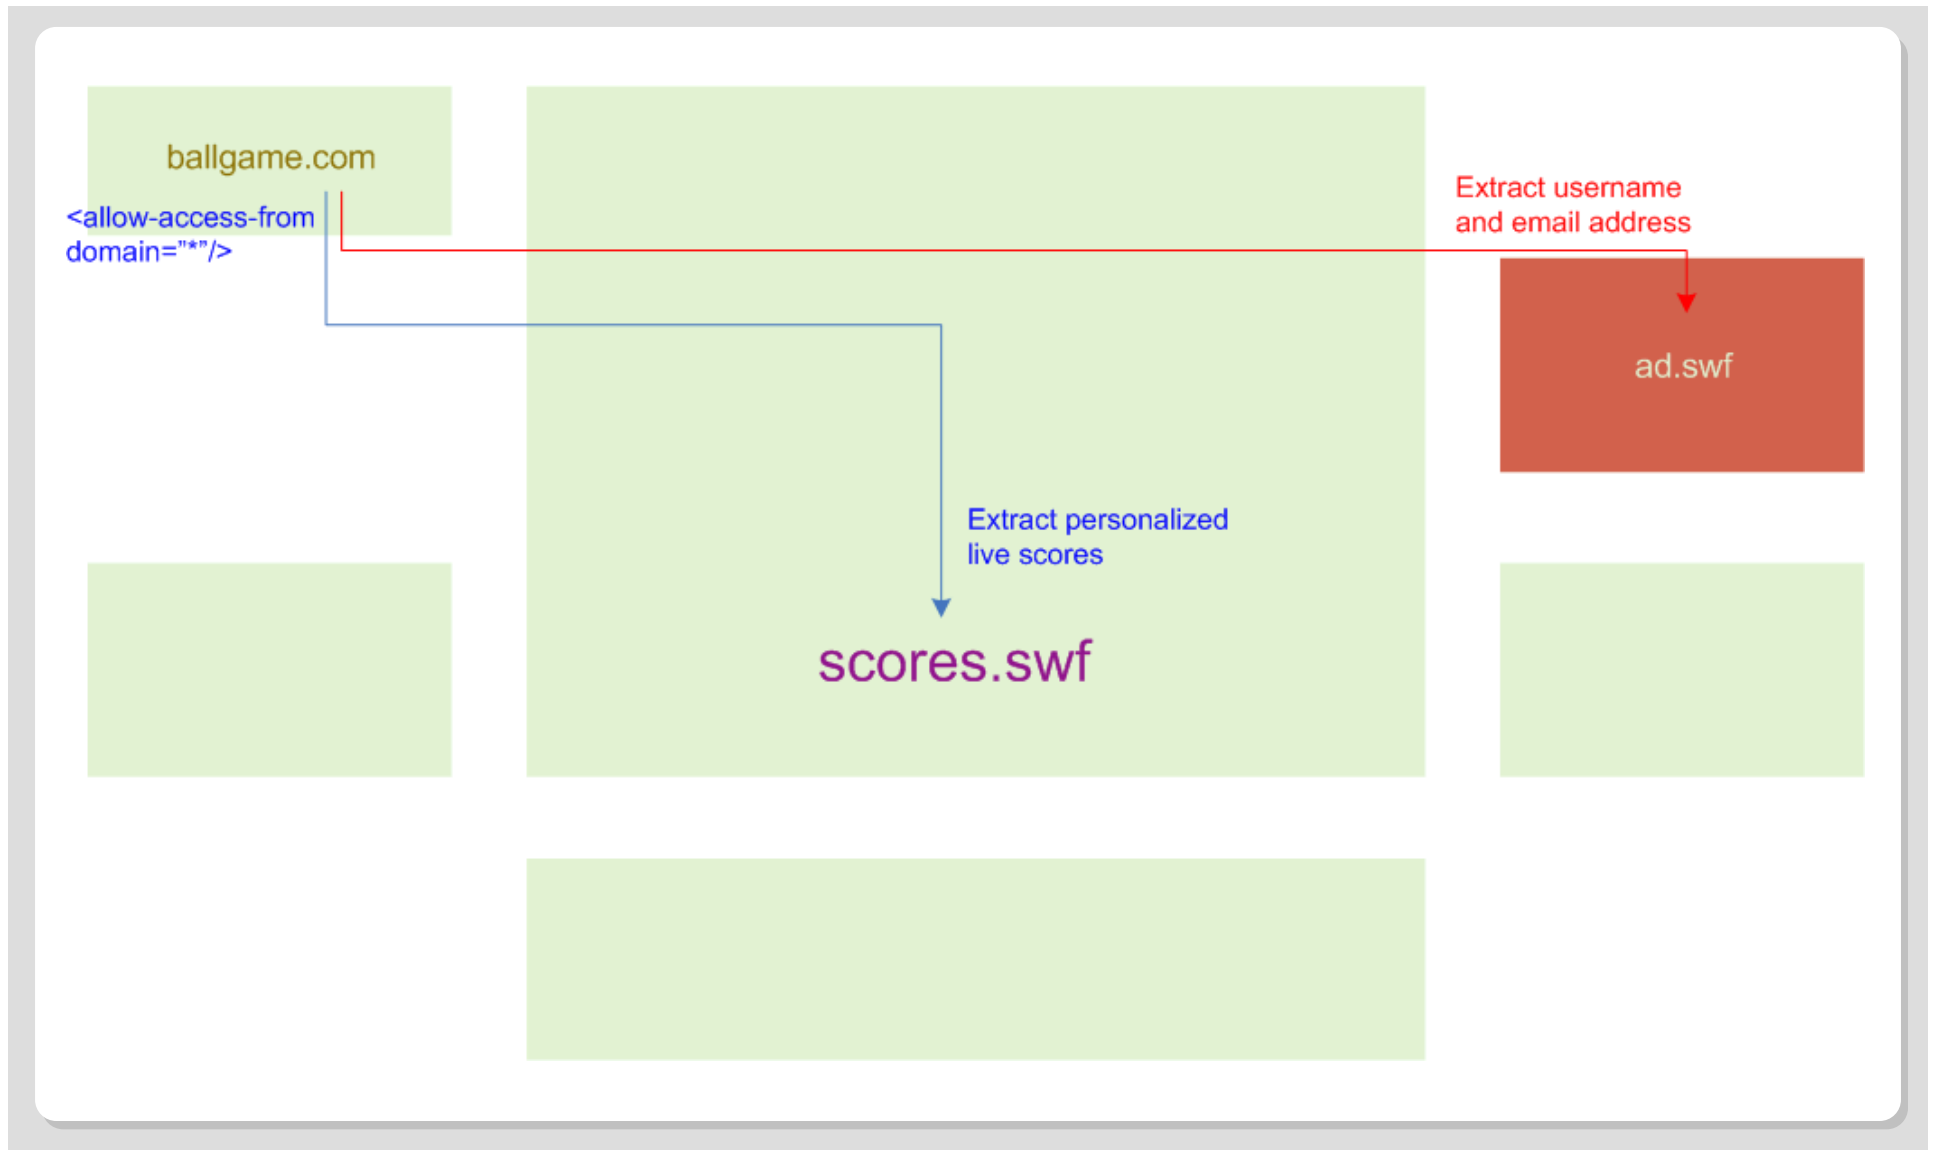 ballgame.com
<allow-access-from
domain=”*”/>
Extract username
and email address
ad.swf
Extract personalized
live scores
scores.swf